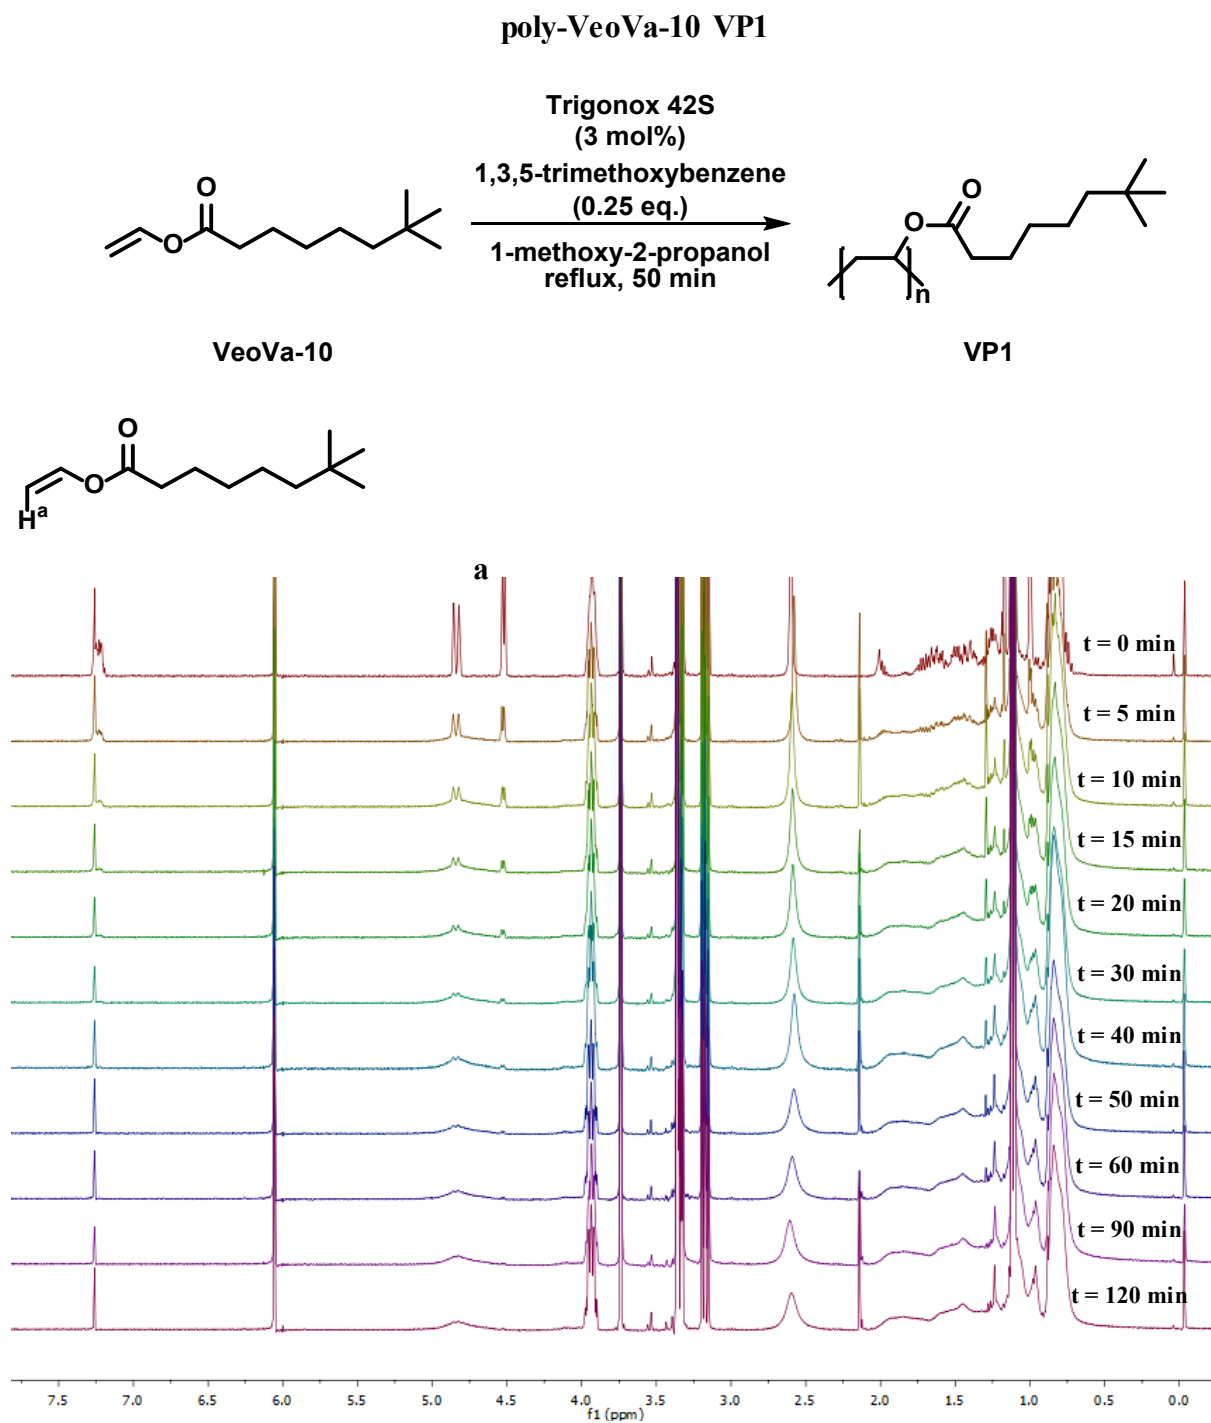 poly-VeoVa-10 VP1
Trigonox 42S
(3 mol%)
1,3,5-trimethoxybenzene
(0.25 eq.)
1-methoxy-2-propanol
reflux, 50 min
O
O
O
O
n
VeoVa-10
VP1
O
O
Hᵃ
a
t = 0 min
t = 5 min
t = 10 min
t = 15 min
t = 20 min
t = 30 min
t = 40 min
t = 50 min
t = 60 min
t = 90 min
t = 120 min
7.5 7.0 6.5 6.0 5.5 5.0 4.5 4.0 3.5 3.0 2.5 2.0 1.5 1.0 0.5 0.0
f1 (ppm)